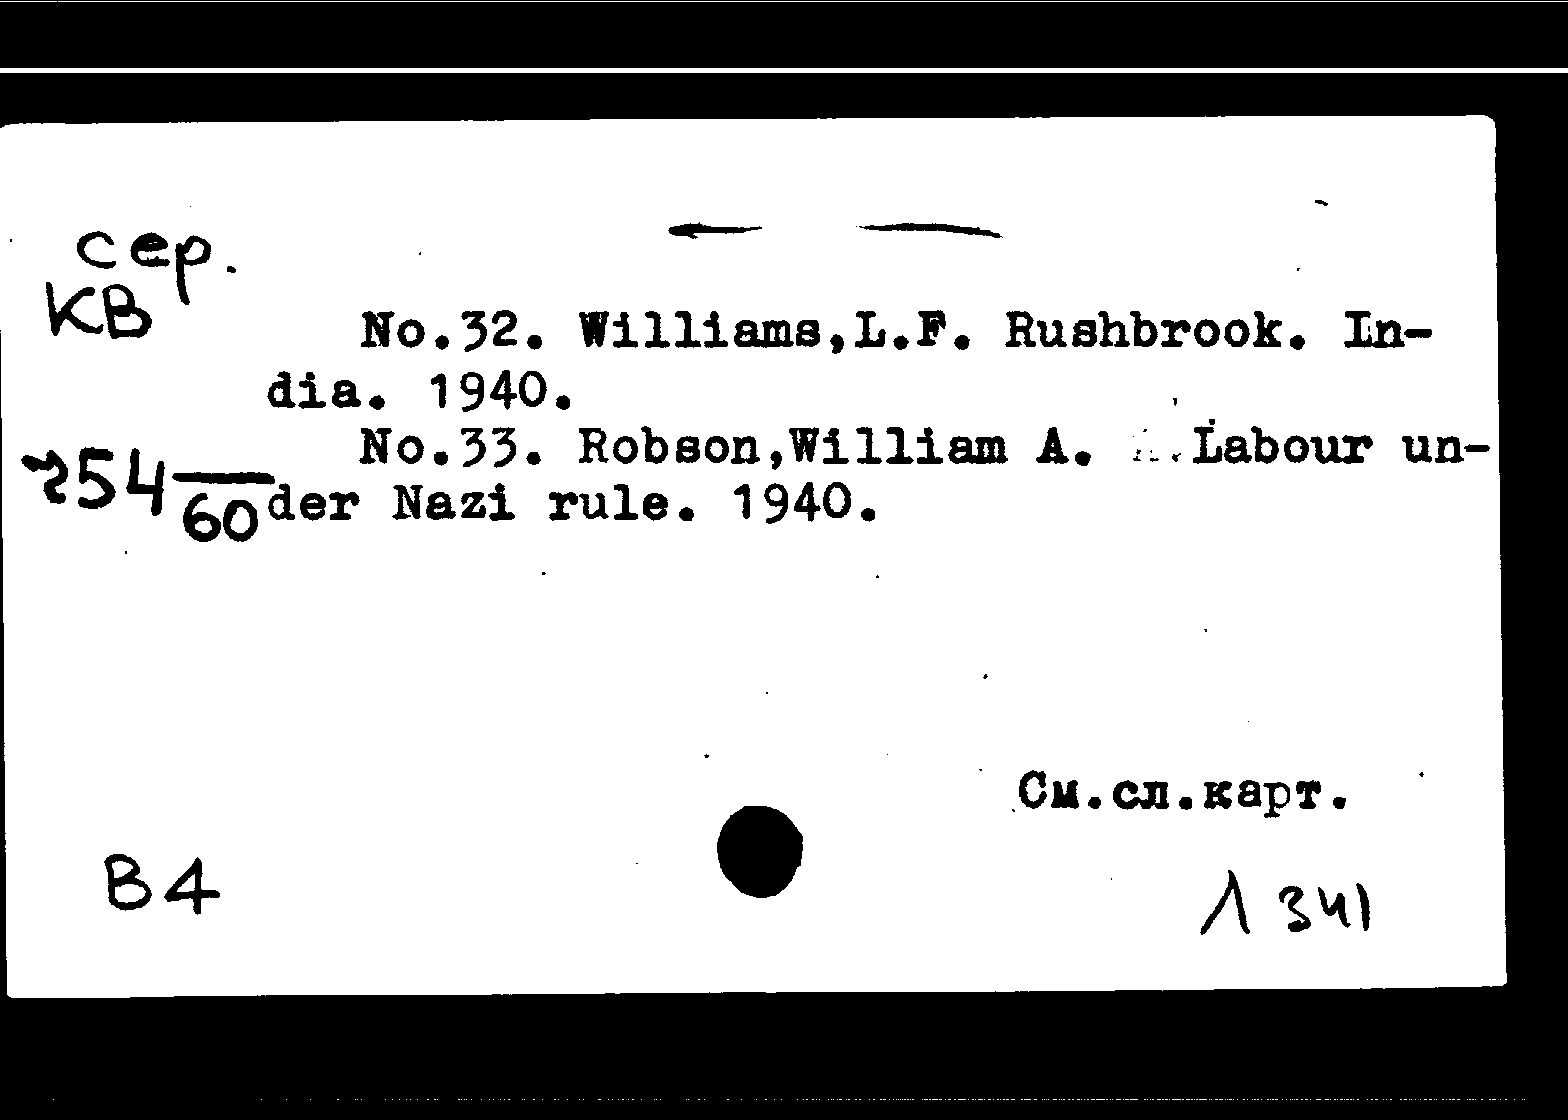 сер.
КВ
No.32. Williams,L.F. Rushbrook. In-
dia. 1940.
No.33. Robson,William A. Labour un-
der Nazi rule. 1940.
254/60
См.сл.карт.
В4
Л 341